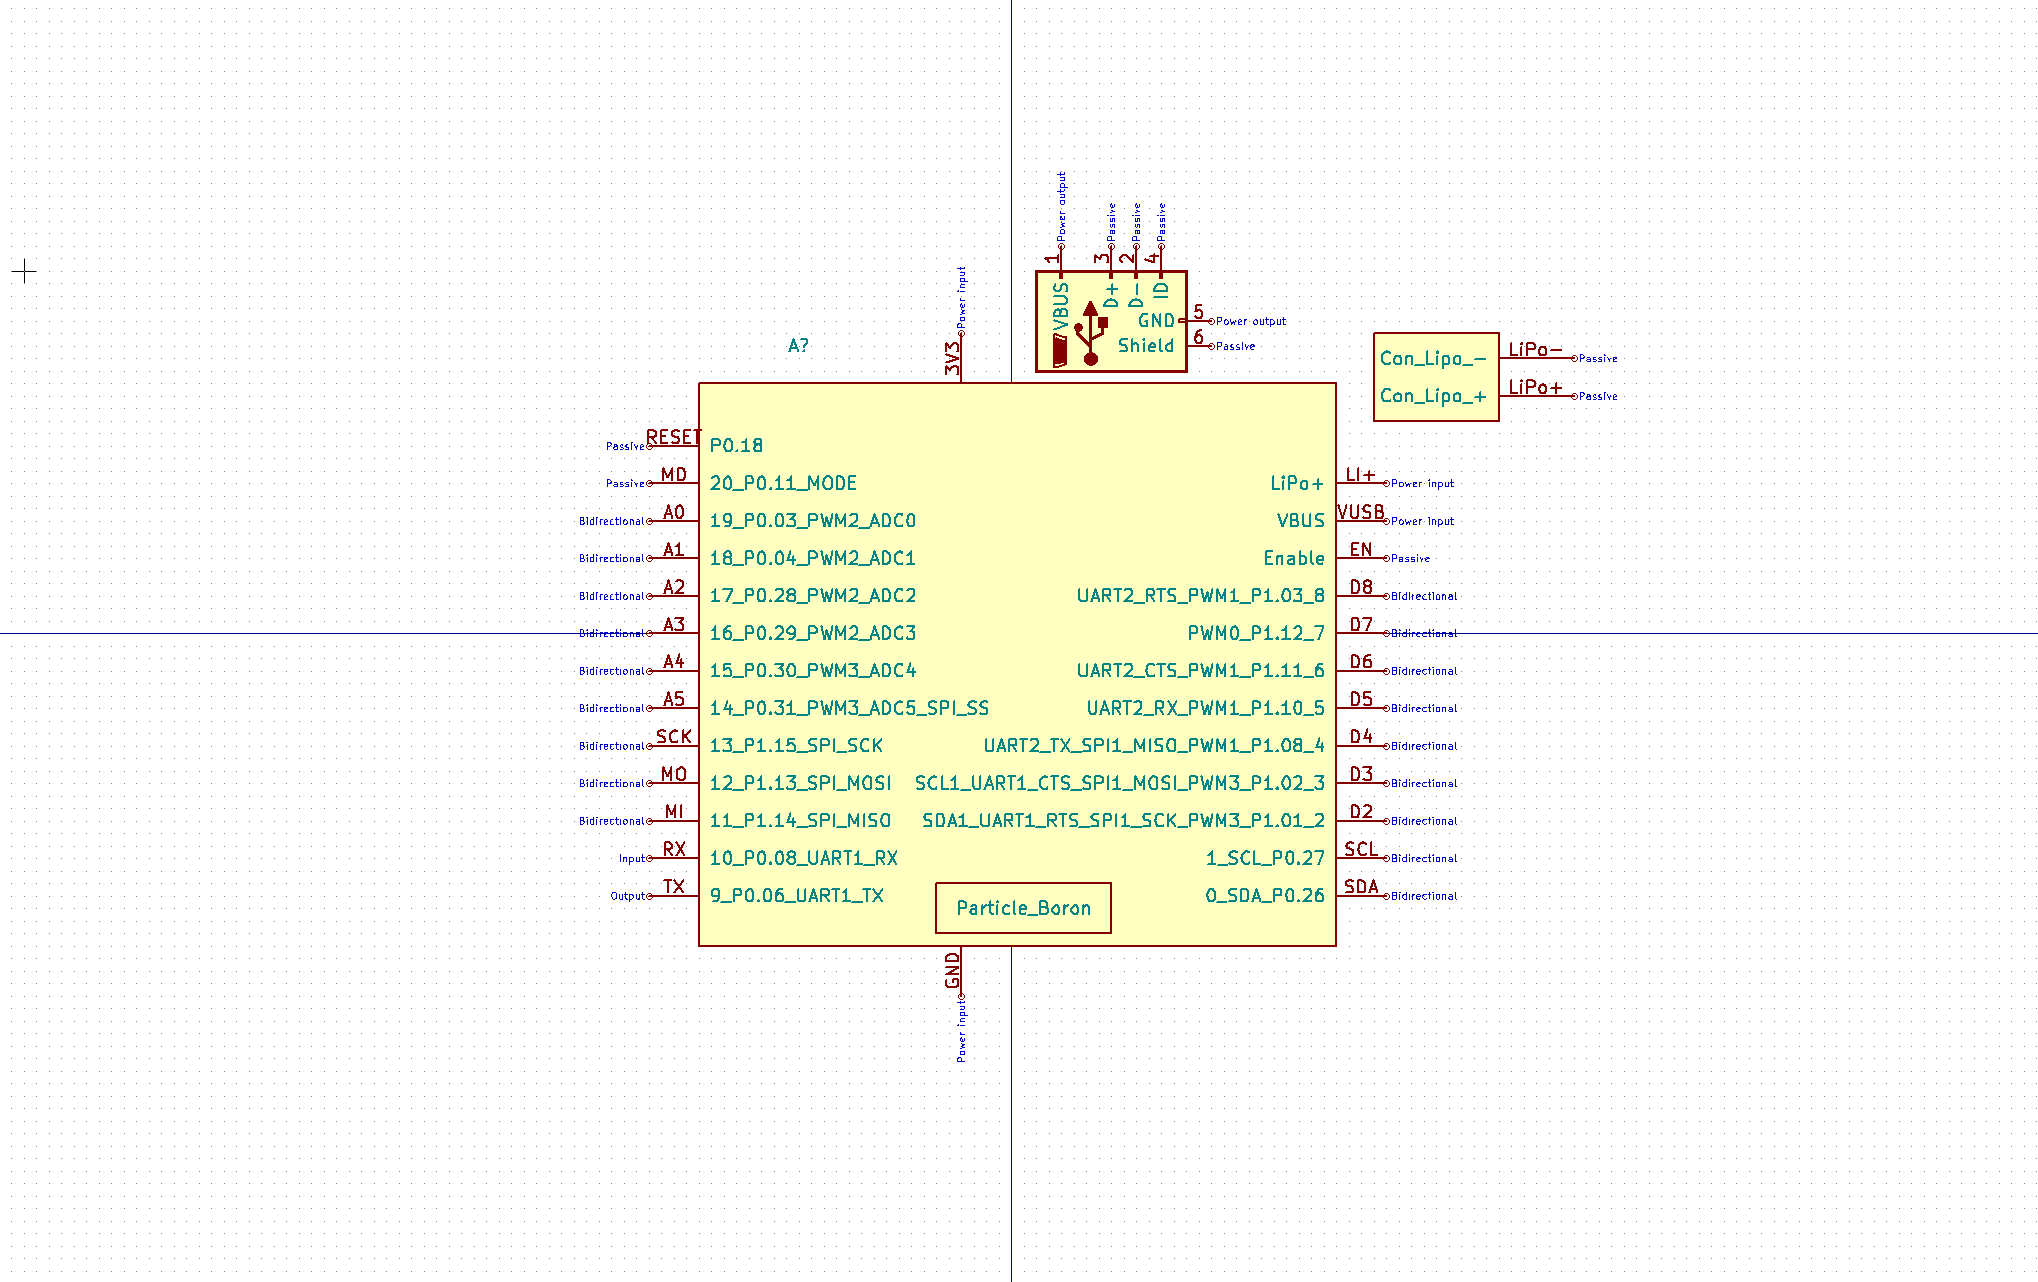 Power output
Passive
Passive
Passive
1
3
2
4
VBUS
D+
D-
ID
GND
5
Power output
Shield
6
Passive
Power input
3V3
A?
Con_Lipo_-
LiPo-
Passive
Con_Lipo_+
LiPo+
Passive
Passive
RESET
P0.18
Passive
MD
20_P0.11_MODE
Bidirectional
A0
19_P0.03_PWM2_ADC0
Bidirectional
A1
18_P0.04_PWM2_ADC1
Bidirectional
A2
17_P0.28_PWM2_ADC2
Bidirectional
A3
16_P0.29_PWM2_ADC3
Bidirectional
A4
15_P0.30_PWM3_ADC4
Bidirectional
A5
14_P0.31_PWM3_ADC5_SPI_SS
Bidirectional
SCK
13_P1.15_SPI_SCK
Bidirectional
MO
12_P1.13_SPI_MOSI
Bidirectional
MI
11_P1.14_SPI_MISO
Input
RX
10_P0.08_UART1_RX
Output
TX
9_P0.06_UART1_TX
LiPo+
LI+
Power input
VBUS
VUSB
Power input
Enable
EN
Passive
UART2_RTS_PWM1_P1.03_8
D8
Bidirectional
PWM0_P1.12_7
D7
Bidirectional
UART2_CTS_PWM1_P1.11_6
D6
Bidirectional
UART2_RX_PWM1_P1.10_5
D5
Bidirectional
UART2_TX_SPI1_MISO_PWM1_P1.08_4
D4
Bidirectional
SCL1_UART1_CTS_SPI1_MOSI_PWM3_P1.02_3
D3
Bidirectional
SDA1_UART1_RTS_SPI1_SCK_PWM3_P1.01_2
D2
Bidirectional
1_SCL_P0.27
SCL
Bidirectional
0_SDA_P0.26
SDA
Bidirectional
Particle_Boron
GND
Power input